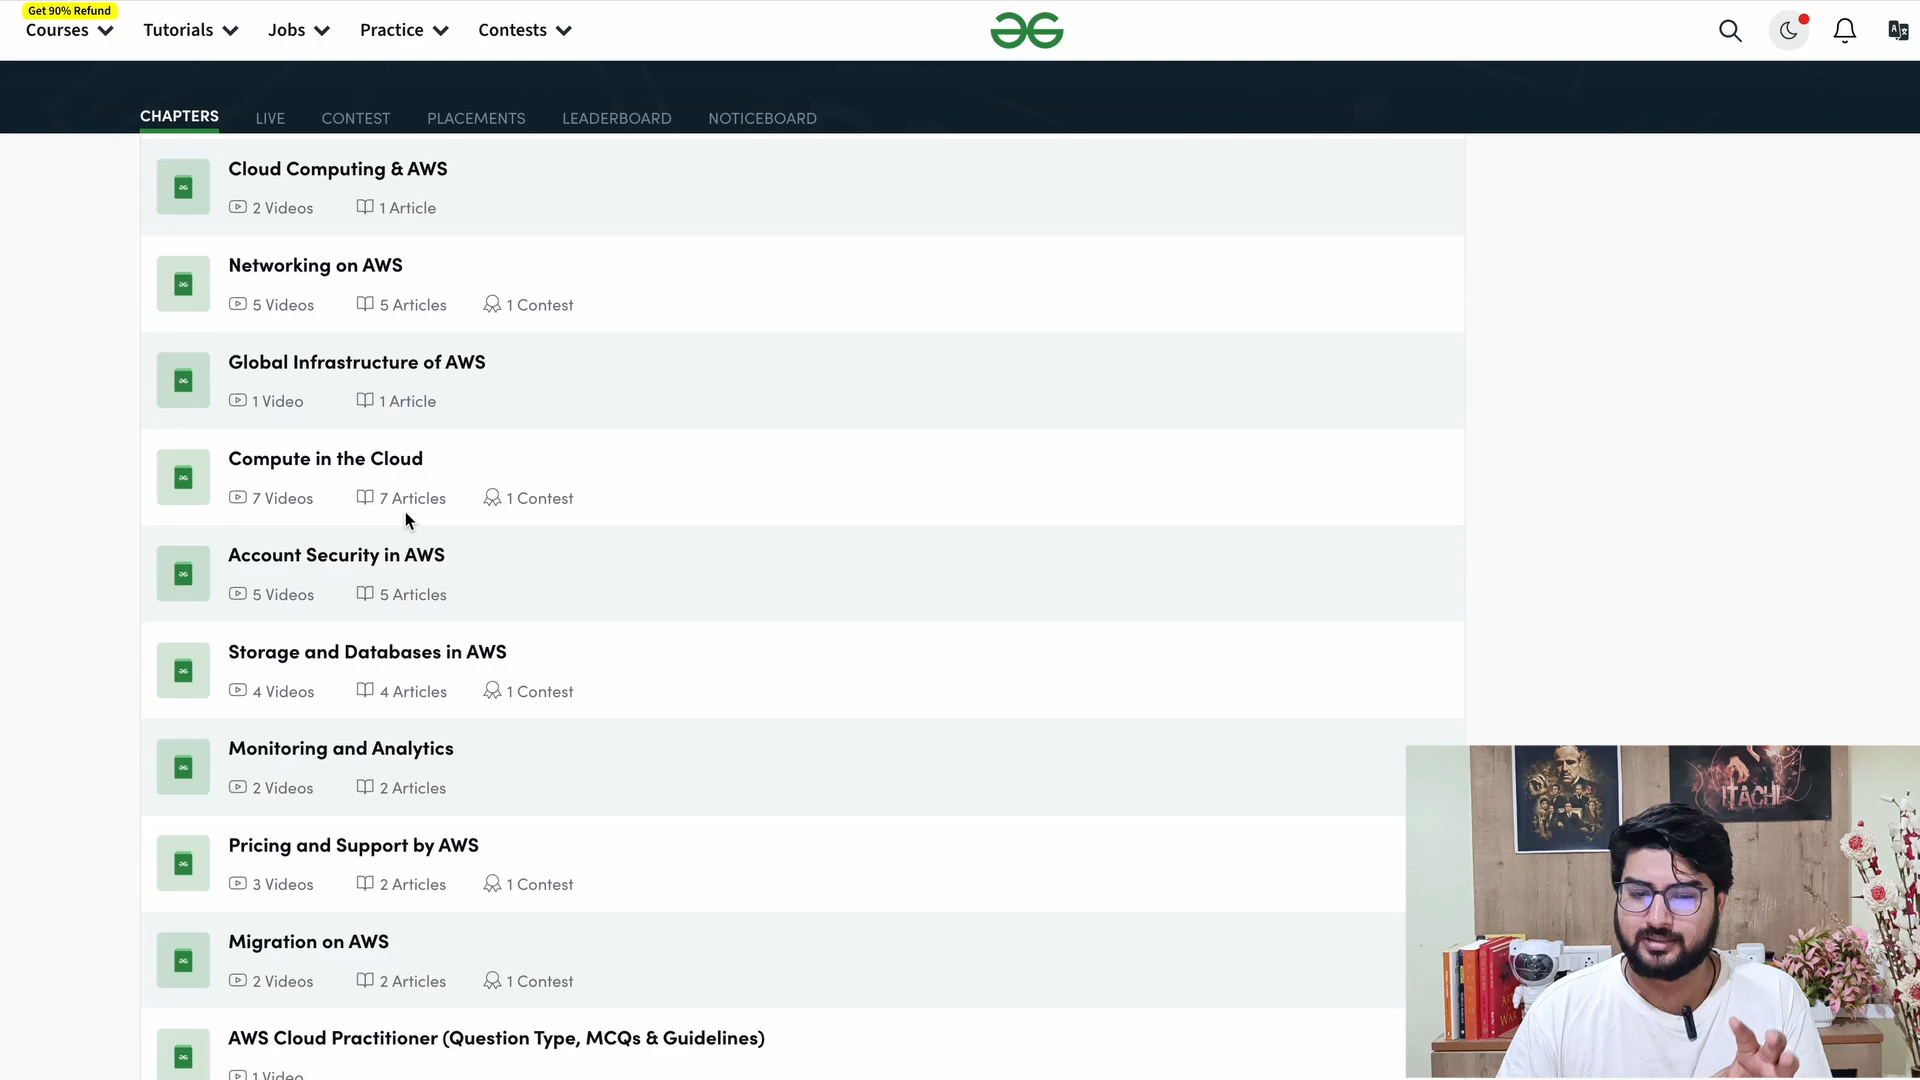 Get 90% Refund
Courses Tutorials Jobs Practice Contests
CHAPTERS LIVE CONTEST PLACEMENTS LEADERBOARD NOTICEBOARD
Cloud Computing & AWS
2 Videos 1 Article
Networking on AWS
5 Videos 5 Articles 1 Contest
Global Infrastructure of AWS
1 Video 1 Article
Compute in the Cloud
7 Videos 7 Articles 1 Contest
Account Security in AWS
5 Videos 5 Articles
Storage and Databases in AWS
4 Videos 4 Articles 1 Contest
Monitoring and Analytics
2 Videos 2 Articles
Pricing and Support by AWS
3 Videos 2 Articles 1 Contest
Migration on AWS
2 Videos 2 Articles 1 Contest
AWS Cloud Practitioner (Question Type, MCQs & Guidelines)
1 Video
ITACHI